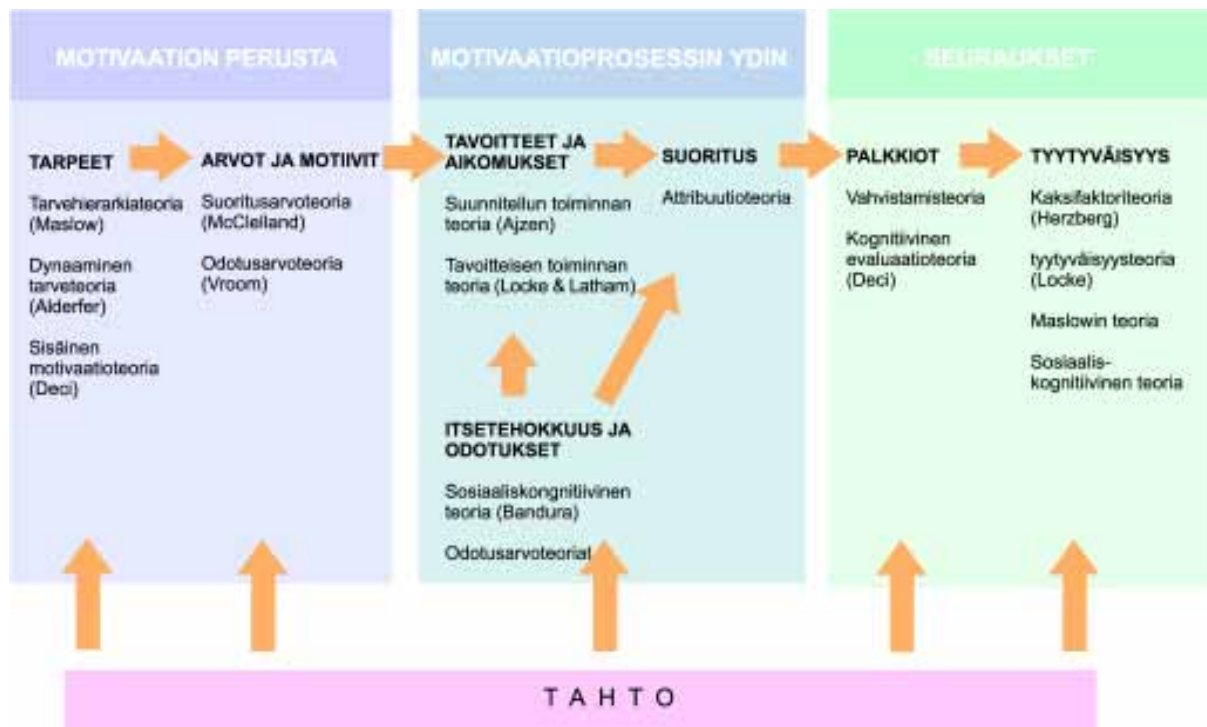 MOTIVAATION PERUSTA
TARPEET
Tarvehierarkiateoria
(Maslow)
Dynaaminen
tarveteoria
(Alderfer)
Sisäinen
motivaatioteoria
(Deci)
ARVOT JA MOTIIVIT
Suoritusarvoteoria
(McClelland)
Odotusarvoteoria
(Vroom)
MOTIVAATIOPROSESSIN YDIN
TAVOITTEET JA
AIKOMUKSET
Suunnitellun toiminnan
teoria (Ajzen)
Tavoitteisen toiminnan
teoria (Locke & Latham)
SUORITUS
Attribuutioteoria
ITSETEHOKKUUS JA
ODOTUKSET
Sosiaaliskongnitiivinen
teoria (Bandura)
Odotusarvoteoriat
SEURAUKSET
PALKKIOT
Vahvistamisteoria
Kognitiivinen
evaluaatioteoria
(Deci)
TYYTYVÄISYYS
Kaksifaktoriteoria
(Herzberg)
tyytyväisyysteoria
(Locke)
Maslowin teoria
Sosiaalis-
kognitiivinen teoria
T A H T O